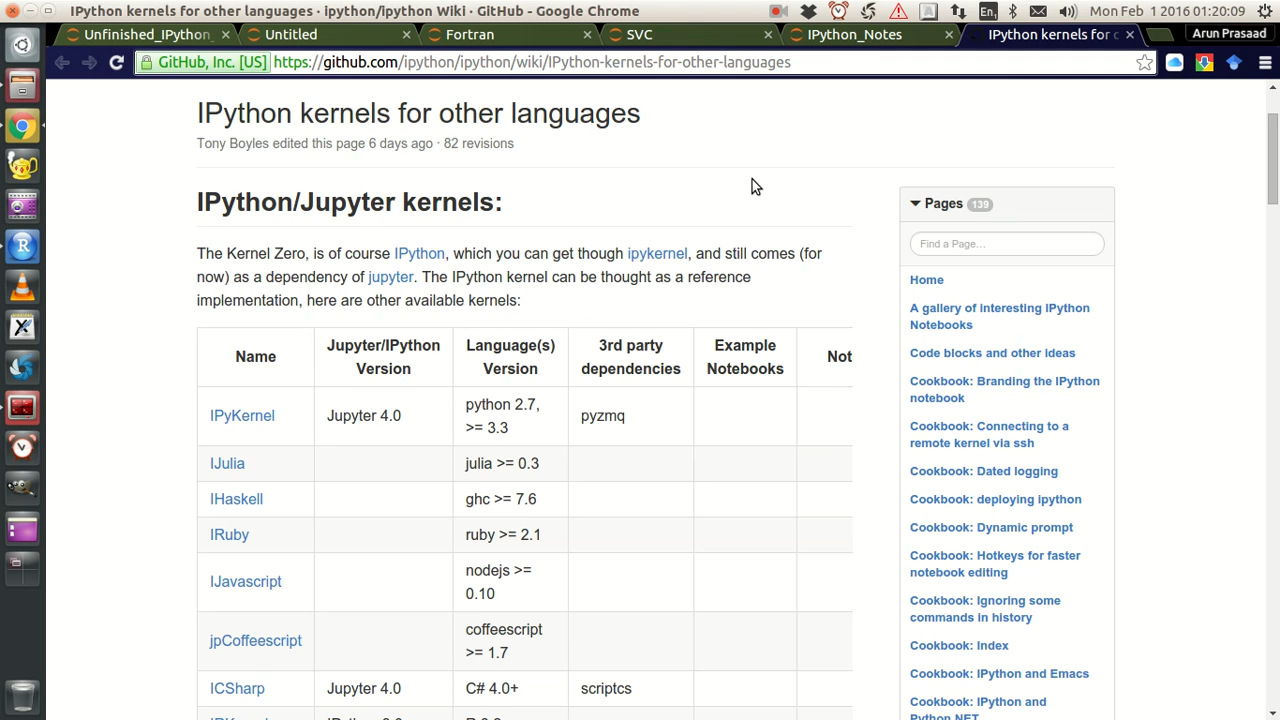 IPython kernels for other languages · ipython/ipython Wiki · GitHub - Google Chrome
En
Mon Feb 1 2016 01:20:09
Unfinished_IPython_
Untitled
Fortran
SVC
IPython_Notes
IPython kernels for
Arun Prasaad
GitHub, Inc. [US]
https://github.com/ipython/ipython/wiki/IPython-kernels-for-other-languages
IPython kernels for other languages
Tony Boyles edited this page 6 days ago · 82 revisions
IPython/Jupyter kernels:
The Kernel Zero, is of course IPython, which you can get though ipykernel, and still comes (for
now) as a dependency of jupyter. The IPython kernel can be thought as a reference
implementation, here are other available kernels:
Name
Jupyter/IPython
Version
Language(s)
Version
3rd party
dependencies
Example
Notebooks
Not
IPyKernel
Jupyter 4.0
python 2.7,
>= 3.3
pyzmq
IJulia
julia >= 0.3
IHaskell
ghc >= 7.6
IRuby
ruby >= 2.1
IJavascript
nodejs >=
0.10
jpCoffeescript
coffeescript
>= 1.7
ICSharp
Jupyter 4.0
C# 4.0+
scriptcs
Pages 139
Find a Page…
Home
A gallery of interesting IPython
Notebooks
Code blocks and other ideas
Cookbook: Branding the IPython
notebook
Cookbook: Connecting to a
remote kernel via ssh
Cookbook: Dated logging
Cookbook: deploying ipython
Cookbook: Dynamic prompt
Cookbook: Hotkeys for faster
notebook editing
Cookbook: Ignoring some
commands in history
Cookbook: Index
Cookbook: IPython and Emacs
Cookbook: IPython and
Python.NET